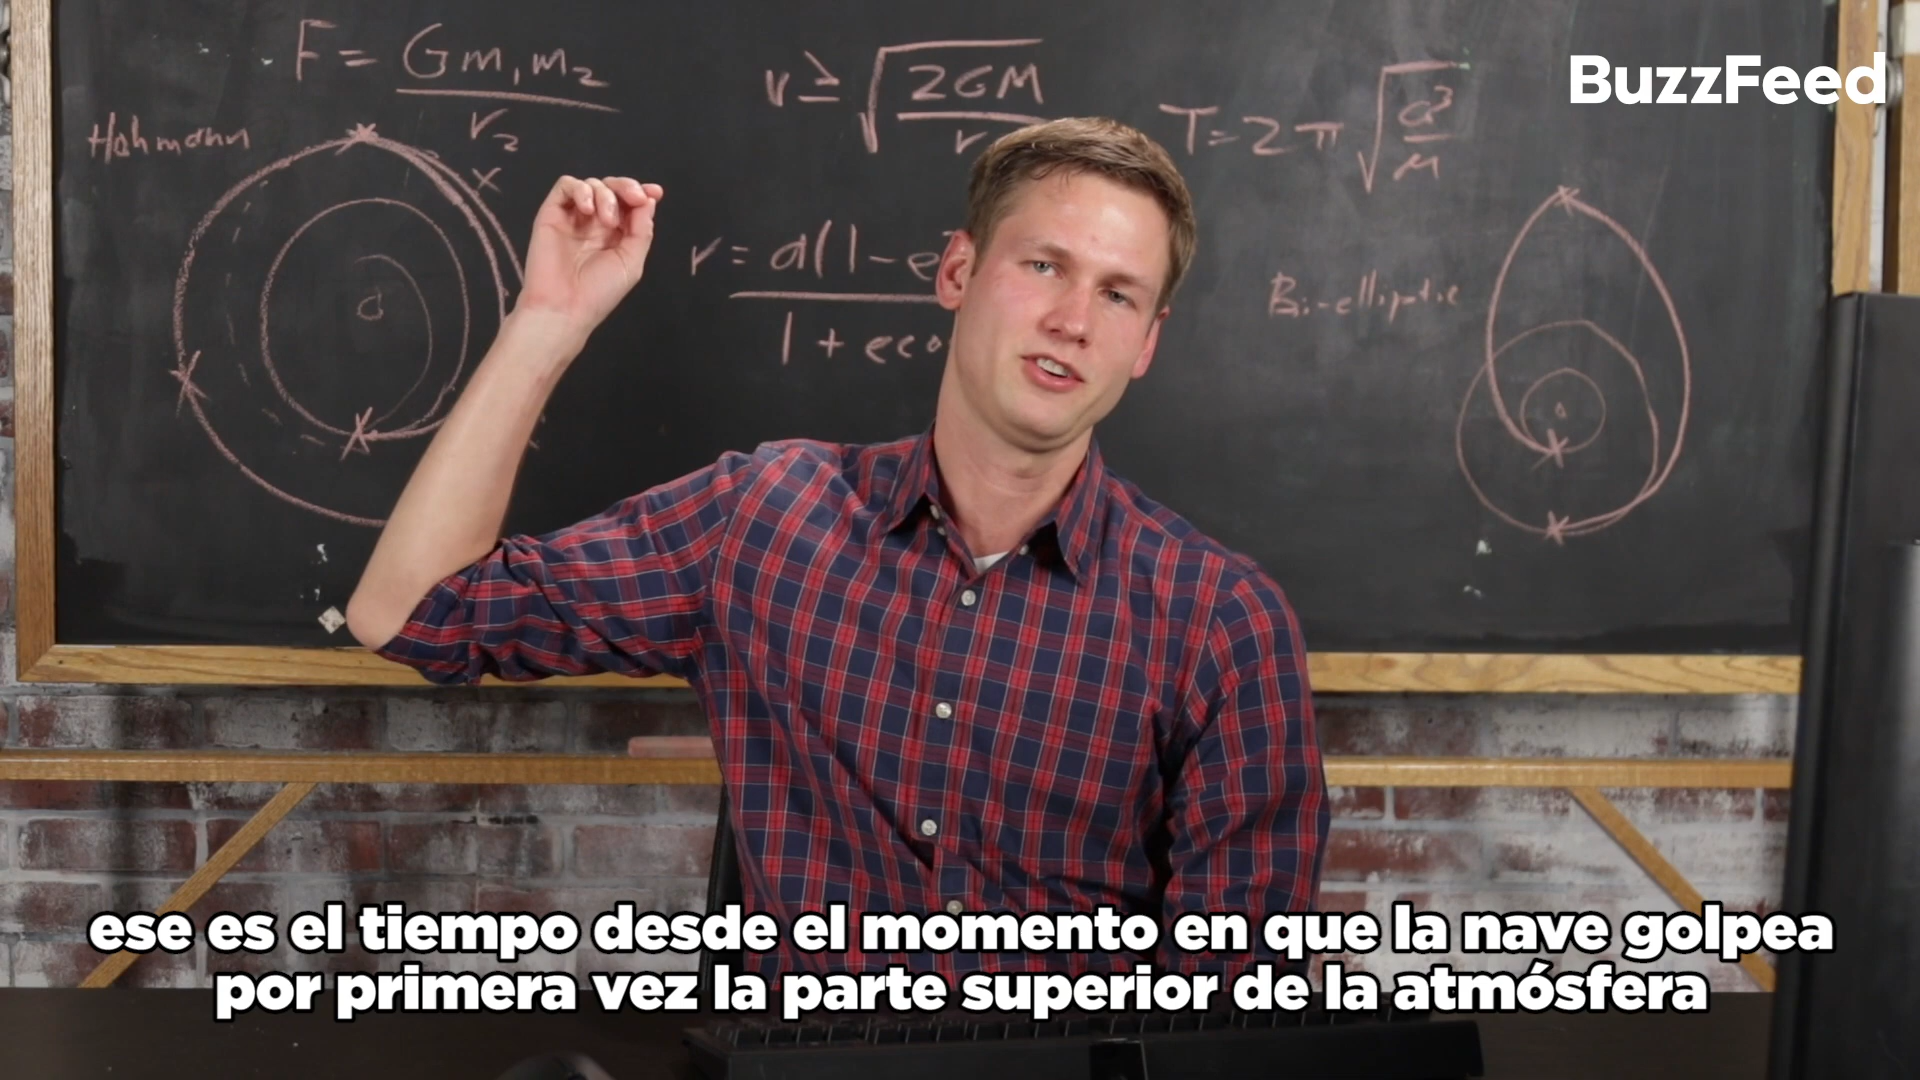 BuzzFeed
F = Gm₁m₂
r₂
v ≥ √2GM
r
T = 2π √a³
μ
Hohmann
r = a(1-e
1 + eco
Bi-elliptic
ese es el tiempo desde el momento en que la nave golpea
por primera vez la parte superior de la atmósfera